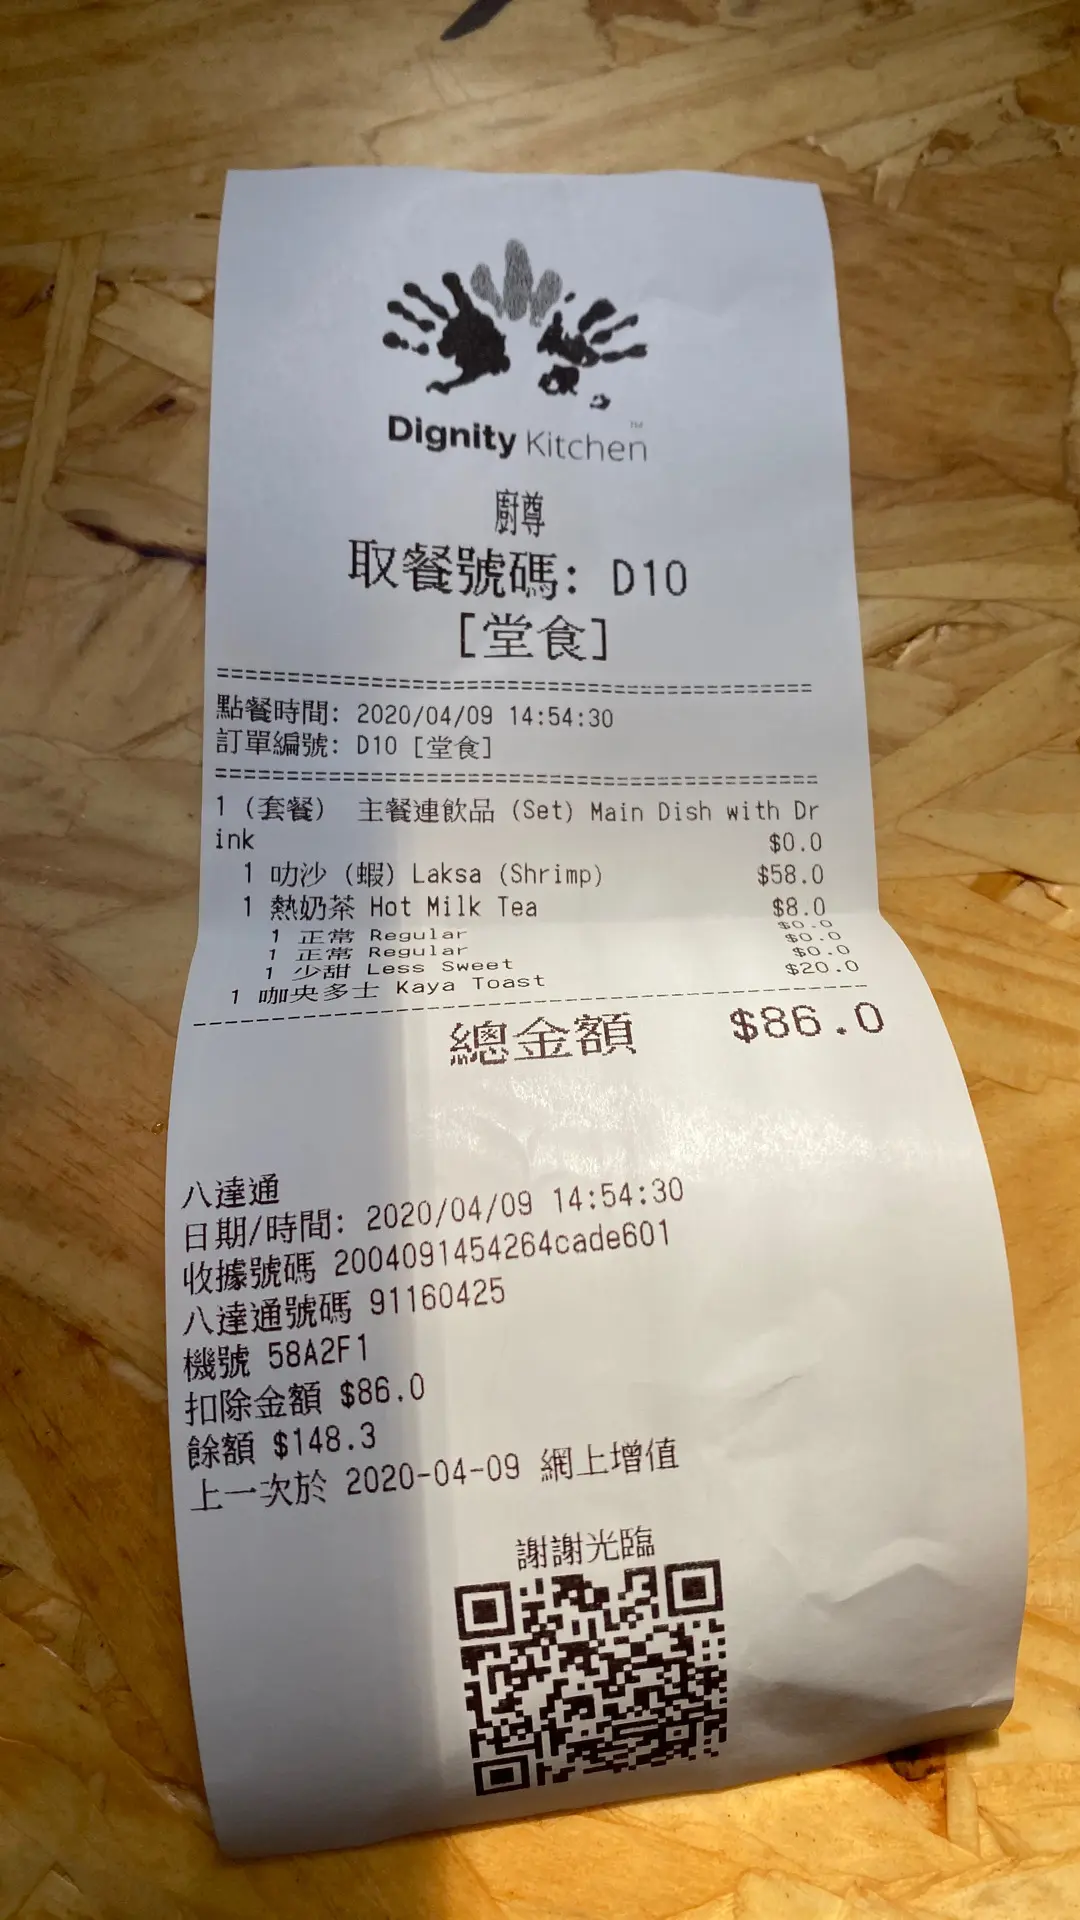 Dignity Kitchen™
廚尊
取餐號碼: D10
[堂食]
========================================
點餐時間: 2020/04/09 14:54:30
訂單編號: D10 [堂食]
========================================
1 (套餐) 主餐連飲品 (Set) Main Dish with Dr
ink $0.0
1 叻沙 (蝦) Laksa (Shrimp) $58.0
1 熱奶茶 Hot Milk Tea $8.0
1 正常 Regular $0.0
1 正常 Regular $0.0
1 少甜 Less Sweet $0.0
1 咖央多士 Kaya Toast $20.0
----------------------------------------
總金額 $86.0
八達通
日期/時間: 2020/04/09 14:54:30
收據號碼 2004091454264cade601
八達通號碼 91160425
機號 58A2F1
扣除金額 $86.0
餘額 $148.3
上一次於 2020-04-09 網上增值
謝謝光臨